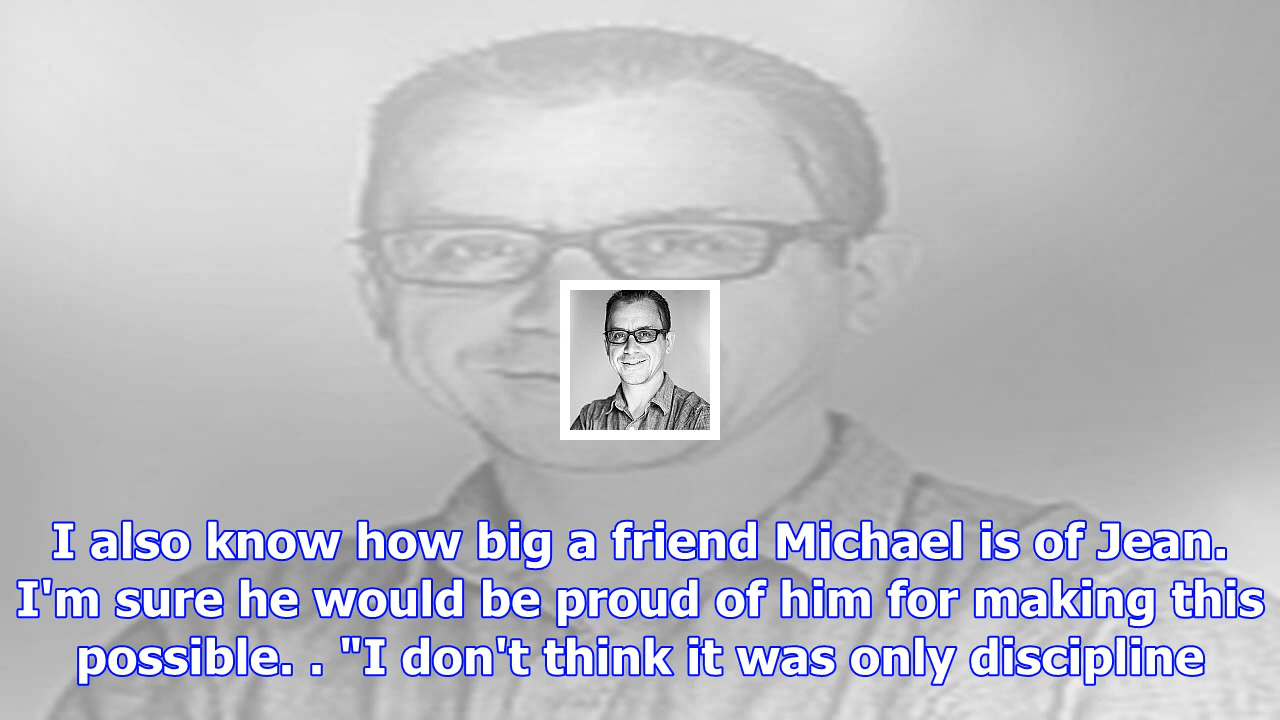 I also know how big a friend Michael is of Jean.
I'm sure he would be proud of him for making this
possible. . "I don't think it was only discipline